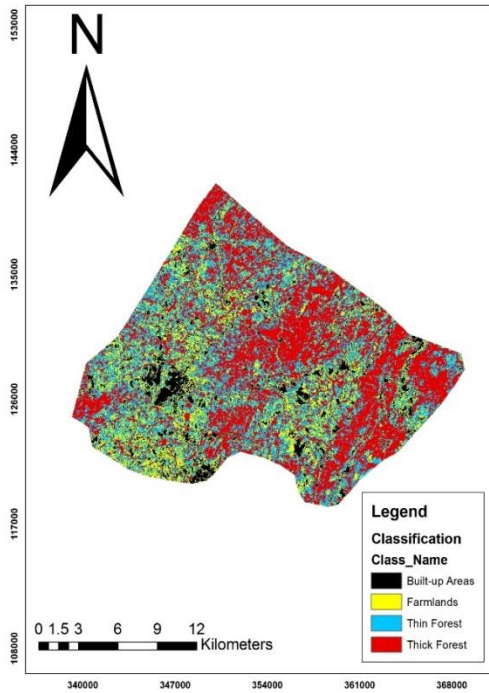 N
153000
144000
135000
126000
117000
108000
Legend
Classification
Class_Name
Built-up Areas
Farmlands
Thin Forest
Thick Forest
0 1.5 3 6 9 12
Kilometers
340000 347000 354000 361000 368000